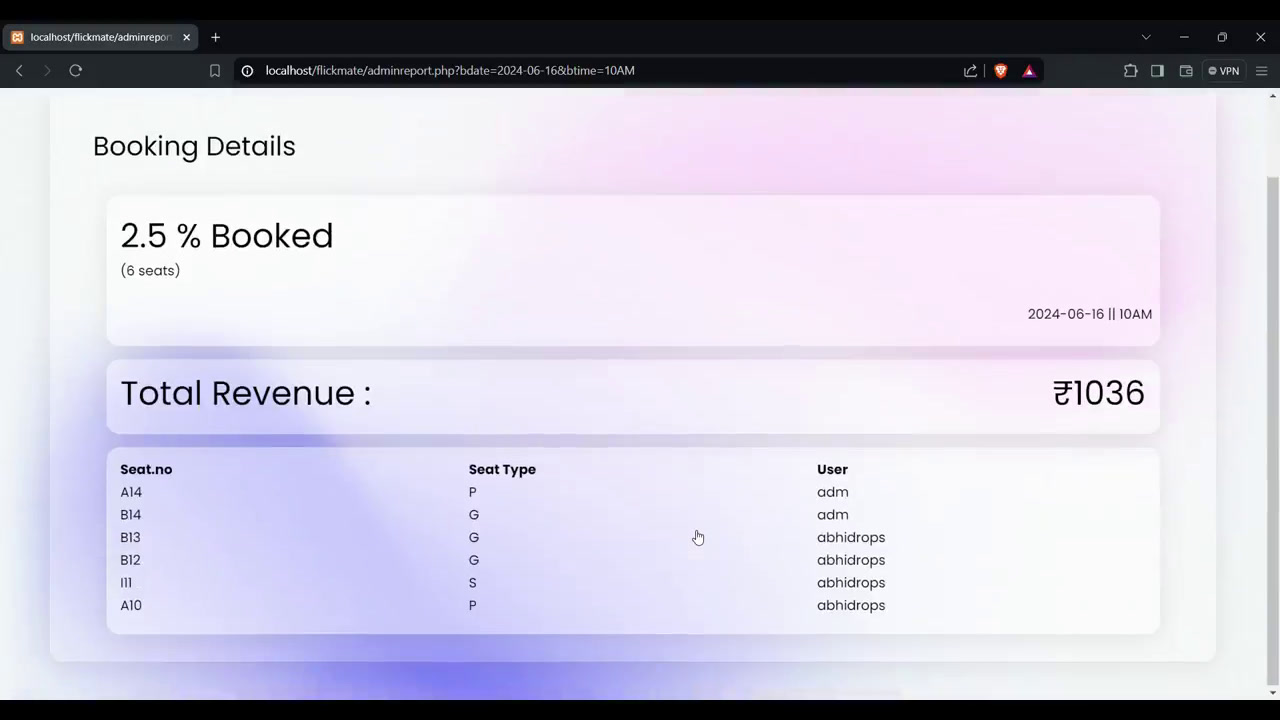 localhost/flickmate/adminrepor
localhost/flickmate/adminreport.php?bdate=2024-06-16&btime=10AM
VPN
Booking Details
2.5 % Booked
(6 seats)
2024-06-16 || 10AM
Total Revenue : ₹1036
Seat.no Seat Type User
A14 P adm
B14 G adm
B13 G abhidrops
B12 G abhidrops
I11 S abhidrops
A10 P abhidrops